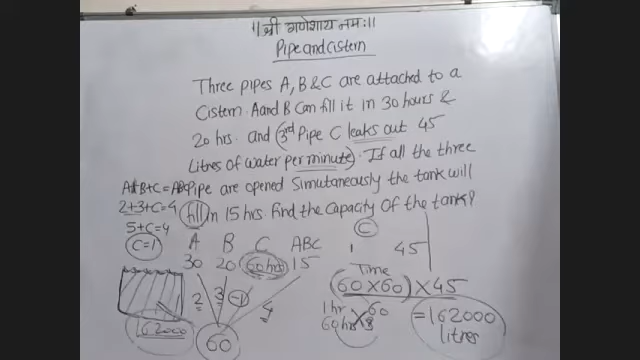 ॥श्री गणेशाय नमः॥
Pipe and cistern
Three pipes A, B & C are attached to a
Cistern. A and B Can fill it in 30 hours &
20 hrs. and (3rd Pipe C leaks out 45
Litres of water per minute). If all the three
Pipe are opened Simutaneously the tank will
fill in 15 hrs. find the Capacity Of the tank?
A+B+C = ABC
2+3+C=4
5+C=4
C=1
A B C ABC
30 20 60 hrs 15
2 3 -1 4
60
162000
C
1 45
Time
(60×60)×45
1 hr 60
60 hrs
=162000
litres